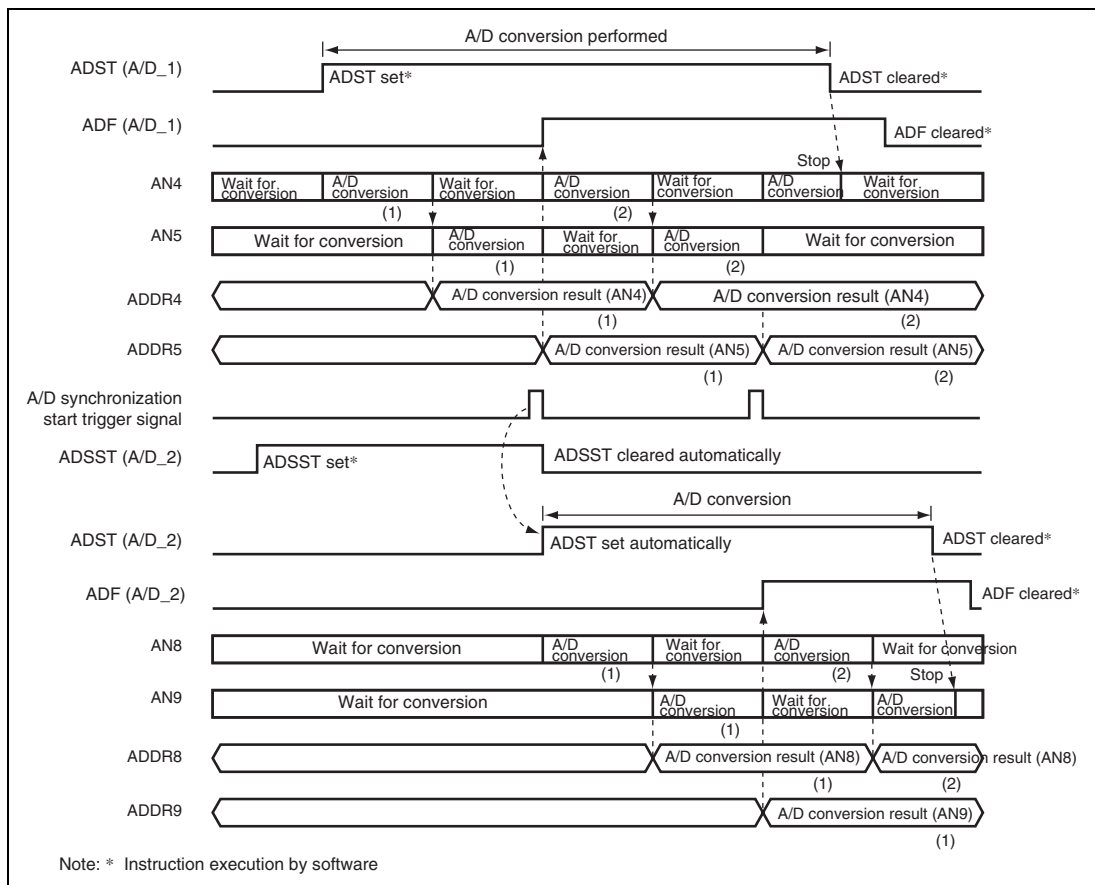 A/D conversion performed
ADST (A/D_1)
ADST set*
ADST cleared*
ADF (A/D_1)
ADF cleared*
Stop
AN4
Wait for conversion
A/D conversion
Wait for conversion
A/D conversion
Wait for conversion
A/D conversion
Wait for conversion
(1)
(2)
AN5
Wait for conversion
A/D conversion
Wait for conversion
A/D conversion
Wait for conversion
(1)
(2)
ADDR4
A/D conversion result (AN4)
A/D conversion result (AN4)
(1)
(2)
ADDR5
A/D conversion result (AN5)
A/D conversion result (AN5)
(1)
(2)
A/D synchronization
start trigger signal
ADSST (A/D_2)
ADSST set*
ADSST cleared automatically
A/D conversion
ADST (A/D_2)
ADST set automatically
ADST cleared*
ADF (A/D_2)
ADF cleared*
AN8
Wait for conversion
A/D conversion
Wait for conversion
A/D conversion
Wait for conversion
(1)
(2)
Stop
AN9
Wait for conversion
A/D conversion
Wait for conversion
A/D conversion
(1)
ADDR8
A/D conversion result (AN8)
A/D conversion result (AN8)
(1)
(2)
ADDR9
A/D conversion result (AN9)
(1)
Note: * Instruction execution by software